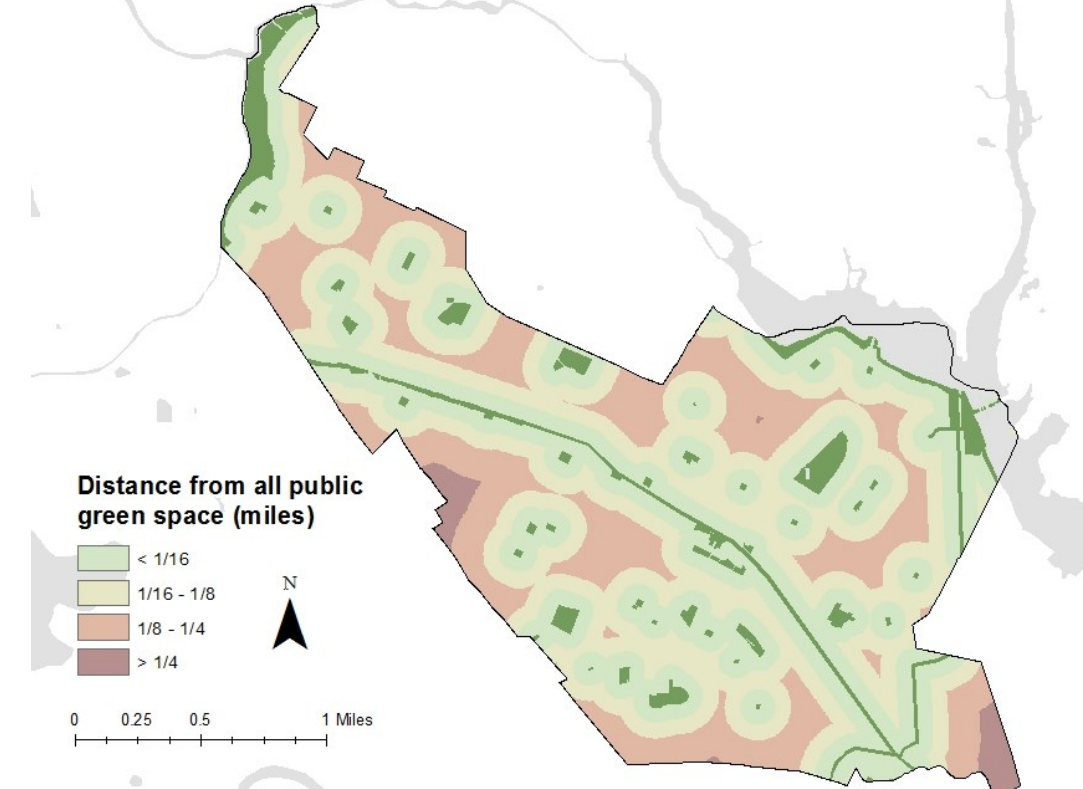 Distance from all public
green space (miles)
< 1/16
1/16 - 1/8
1/8 - 1/4
> 1/4
N
0 0.25 0.5 1 Miles